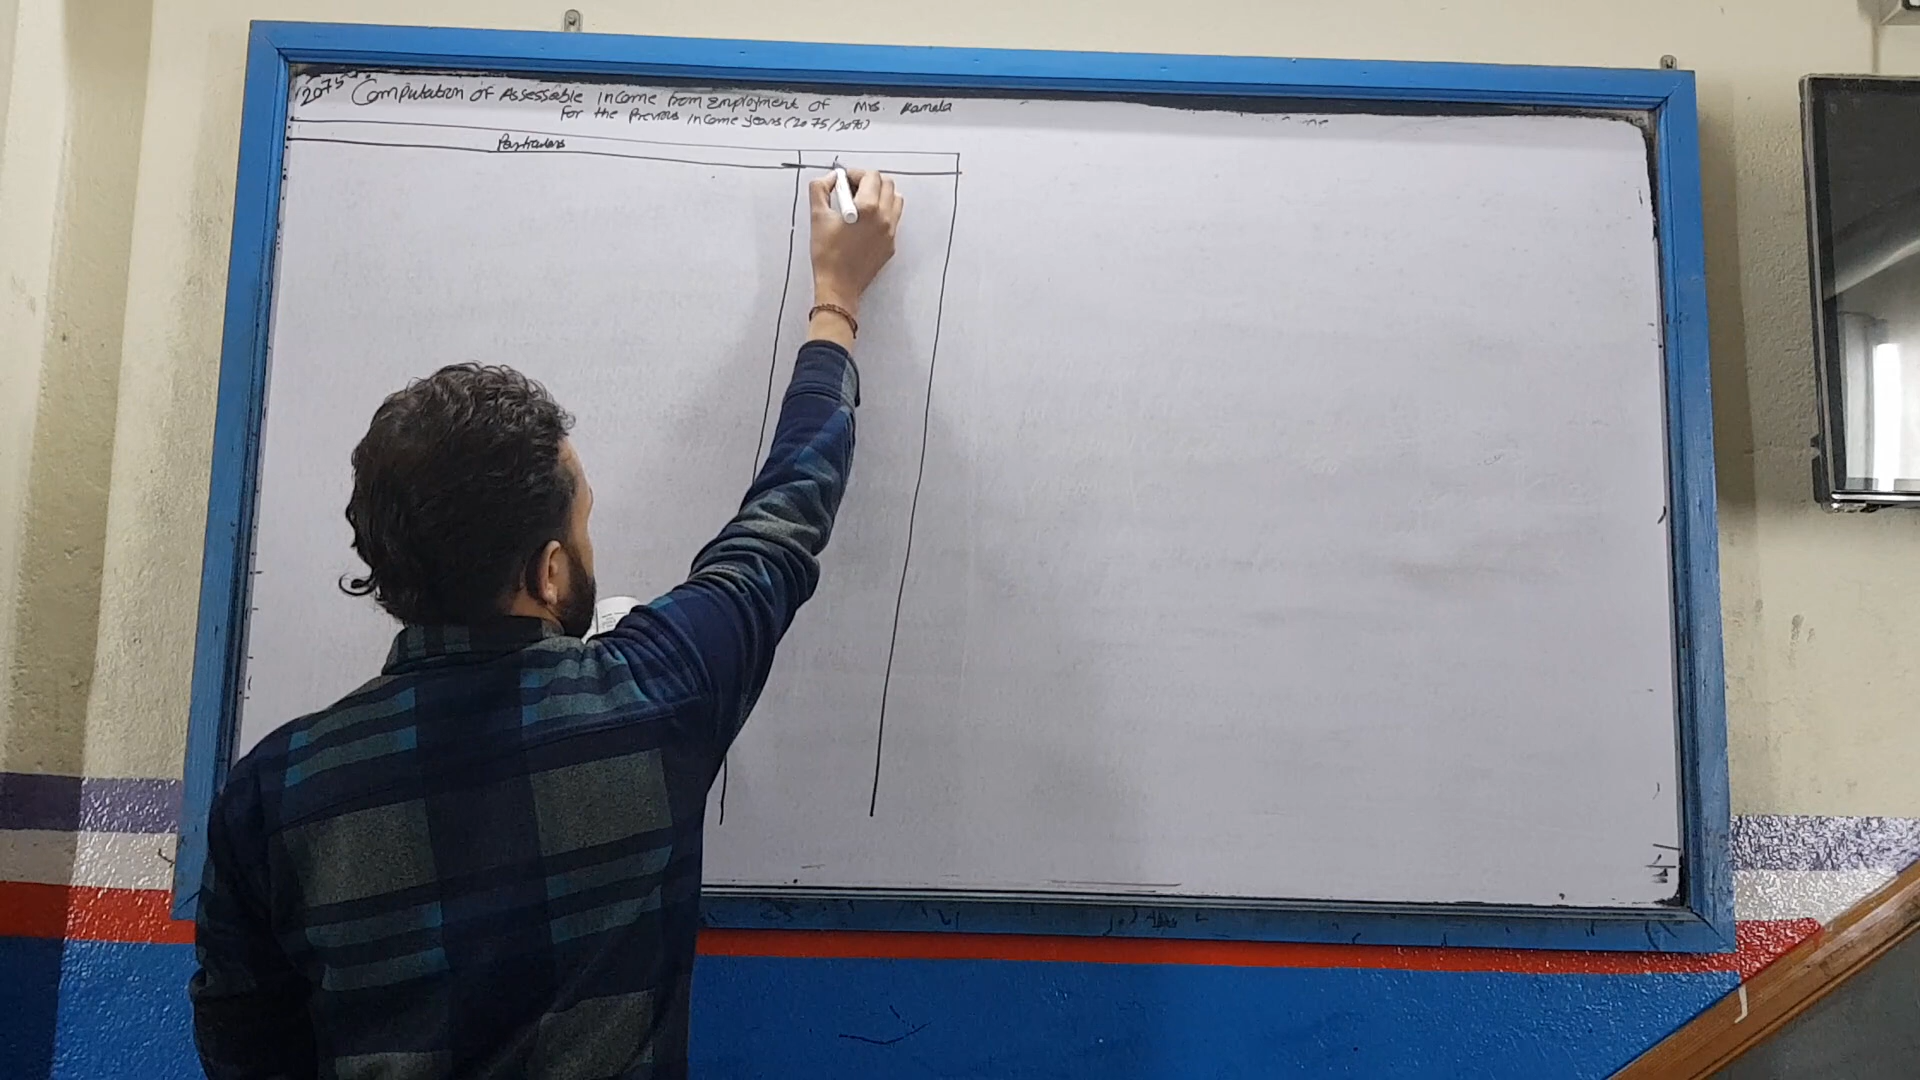 2075 Computation of Assessable income from Employment of Mrs. Kamala
For the Previous income years (2075/2076)
Particulars